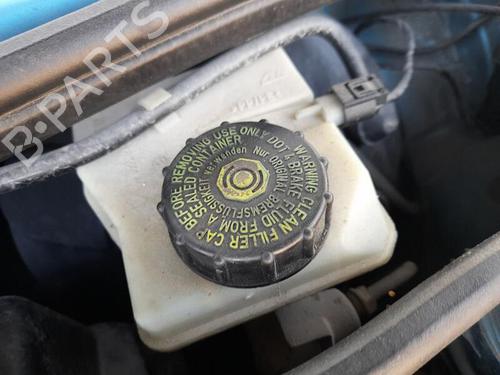 B-PARTS
WARNING CLEAN FILLER CAP BEFORE REMOVING USE ONLY DOT 4 BRAKE FLUID FROM A SEALED CONTAINER.
verwenden Nur ORIGINAL BREMSFLÜSSIGKEIT